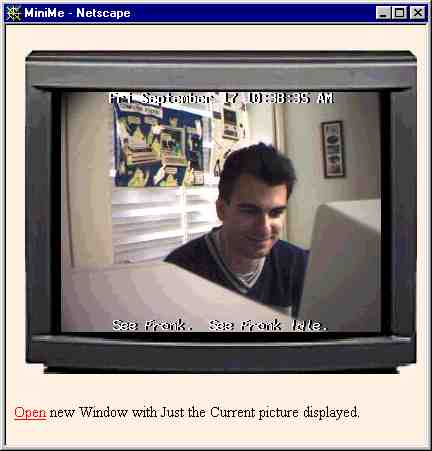 MiniMe - Netscape
Fri September 17 10:38:35 AM
See Frank.  See Frank Idle.
Open new Window with Just the Current picture displayed.